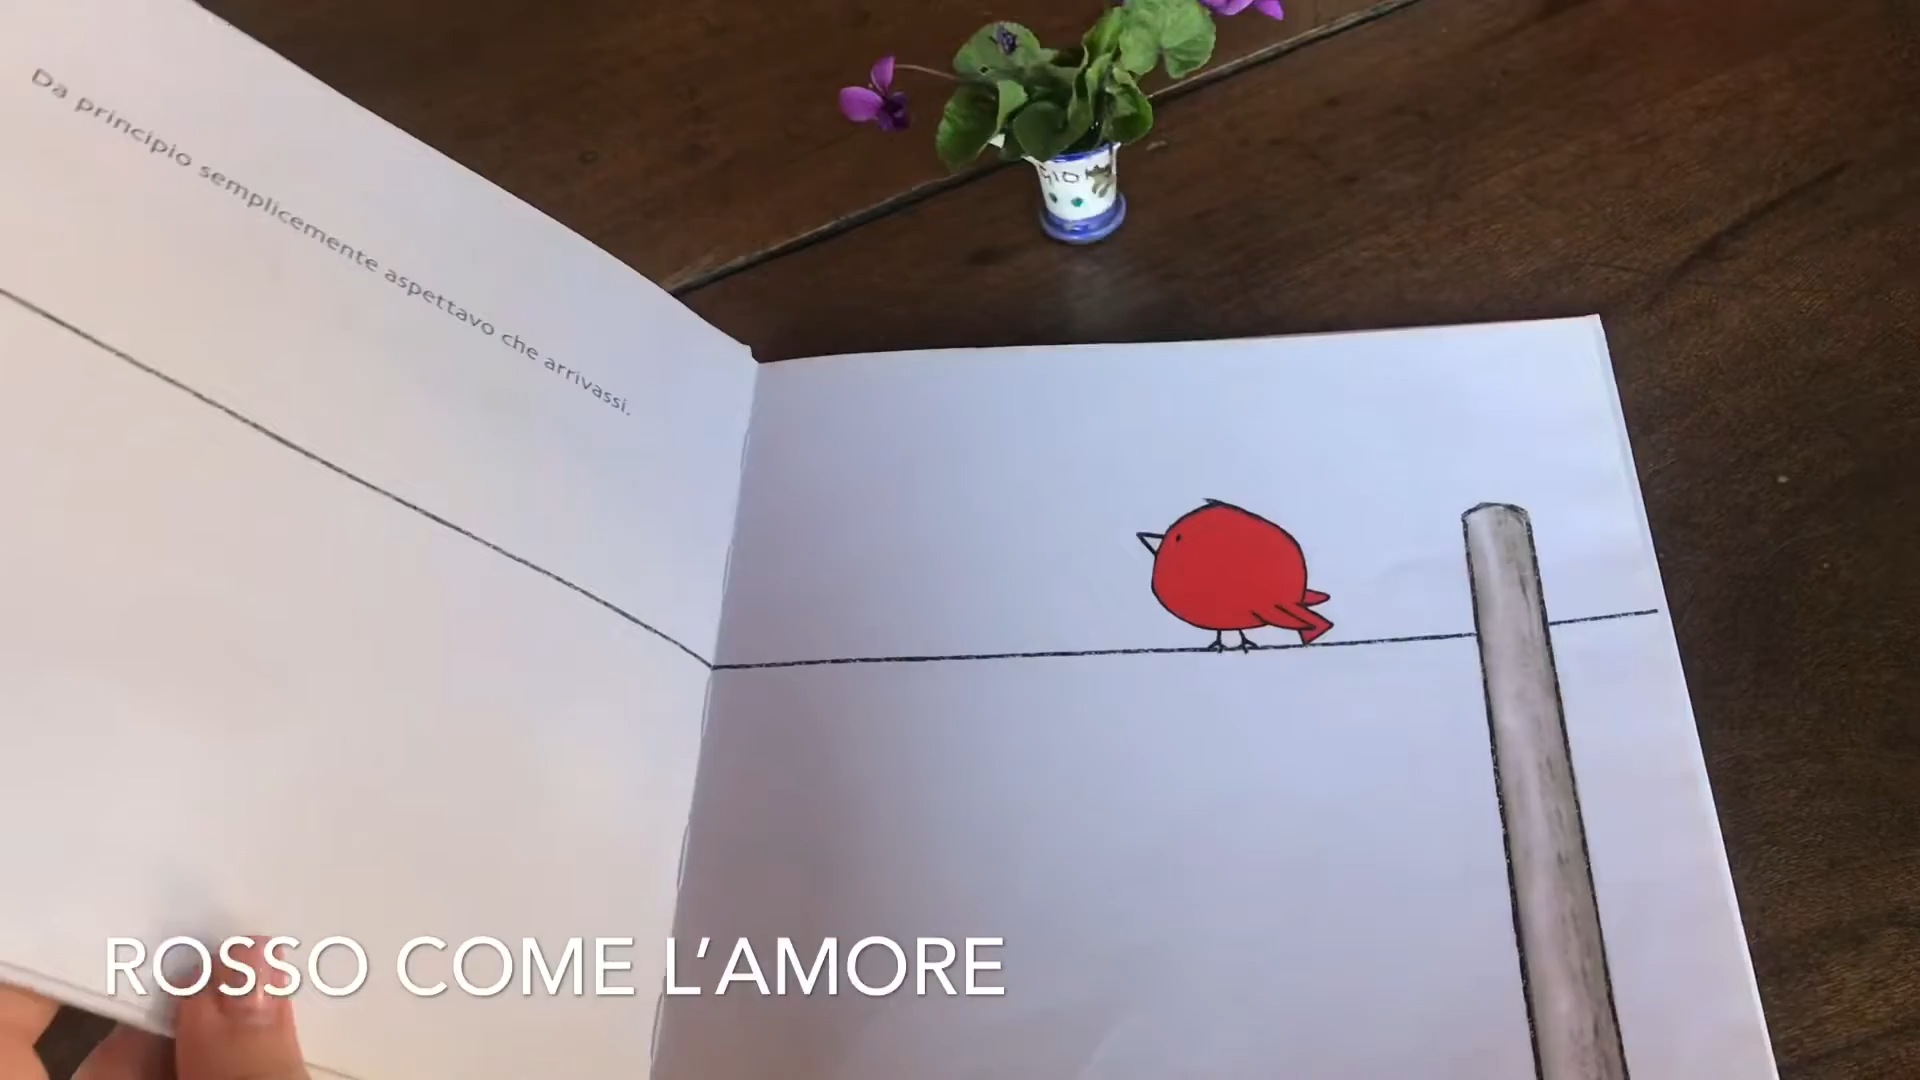 Da principio semplicemente aspettavo che arrivassi.
ROSSO COME L’AMORE